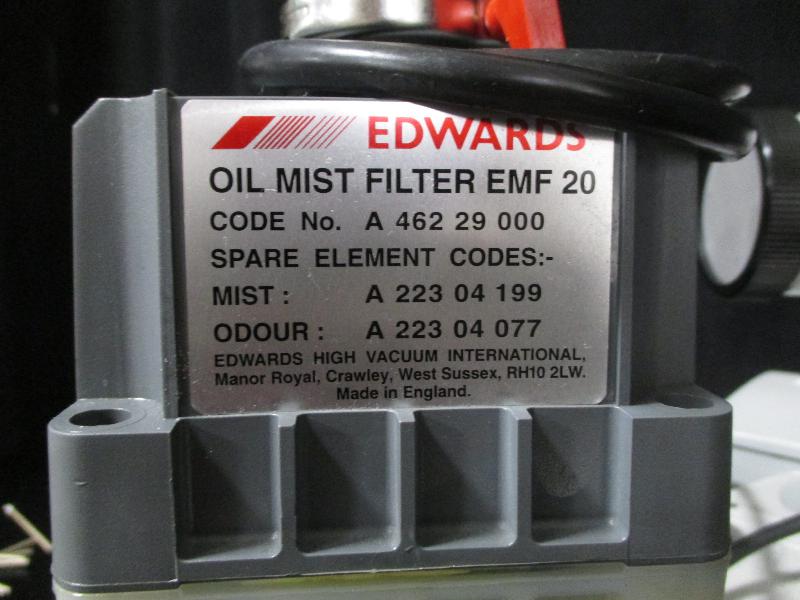 EDWARDS
OIL MIST FILTER EMF 20
CODE No. A 462 29 000
SPARE ELEMENT CODES:-
MIST : A 223 04 199
ODOUR : A 223 04 077
EDWARDS HIGH VACUUM INTERNATIONAL,
Manor Royal, Crawley, West Sussex, RH10 2LW.
Made in England.